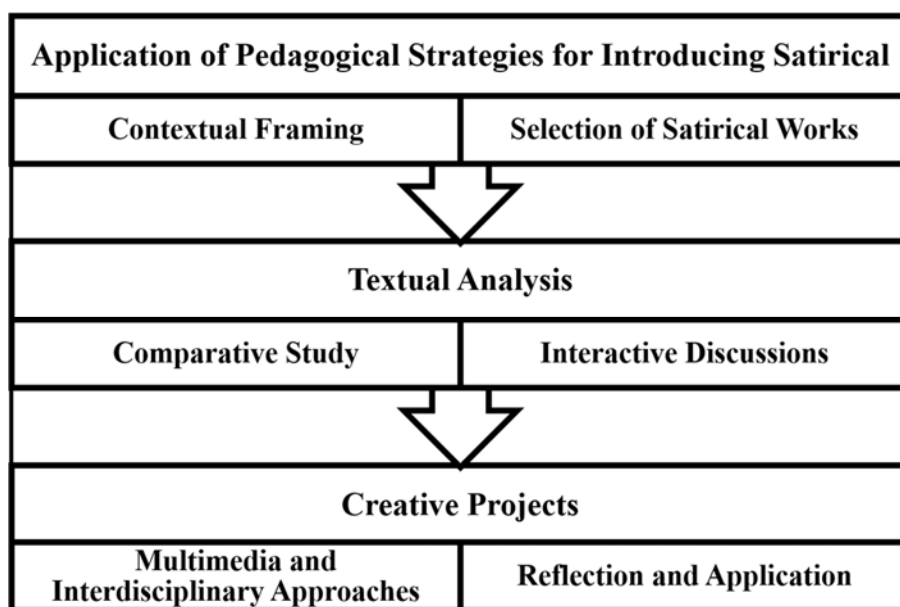 Application of Pedagogical Strategies for Introducing Satirical
Contextual Framing
Selection of Satirical Works
Textual Analysis
Comparative Study
Interactive Discussions
Creative Projects
Multimedia and
Interdisciplinary Approaches
Reflection and Application